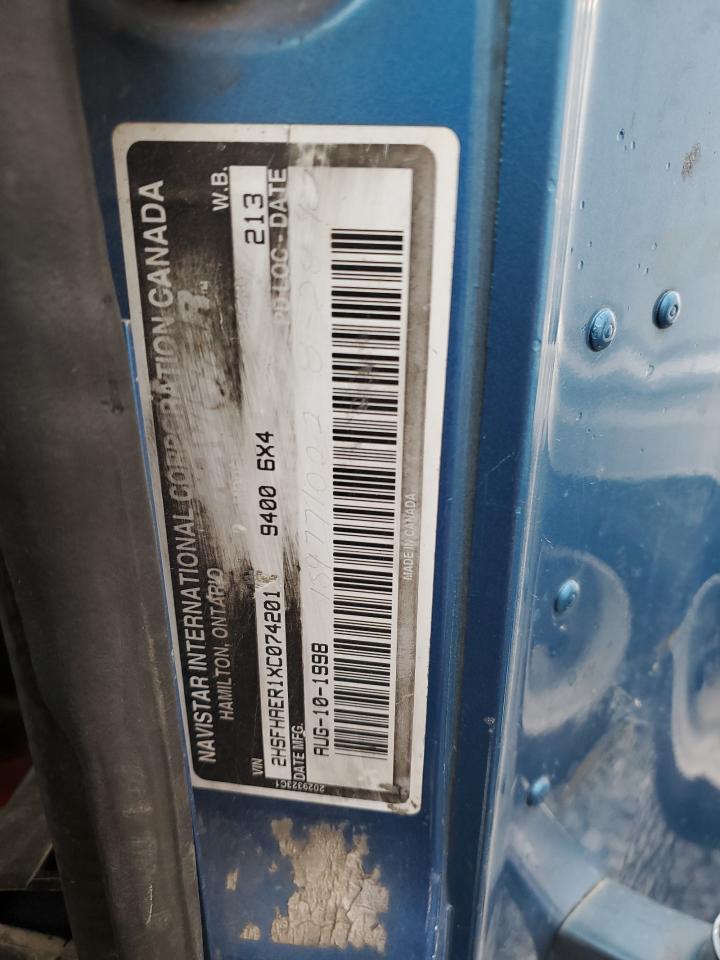 NAVISTAR INTERNATIONAL CORPORATION CANADA
HAMILTON, ONTARIO
W.B.
VIN
2HSFHAER1XC074201 9400 6X4 213
DATE MFG. PD LOC - DATE
AUG-10-1998
MADE IN CANADA
2029323C1